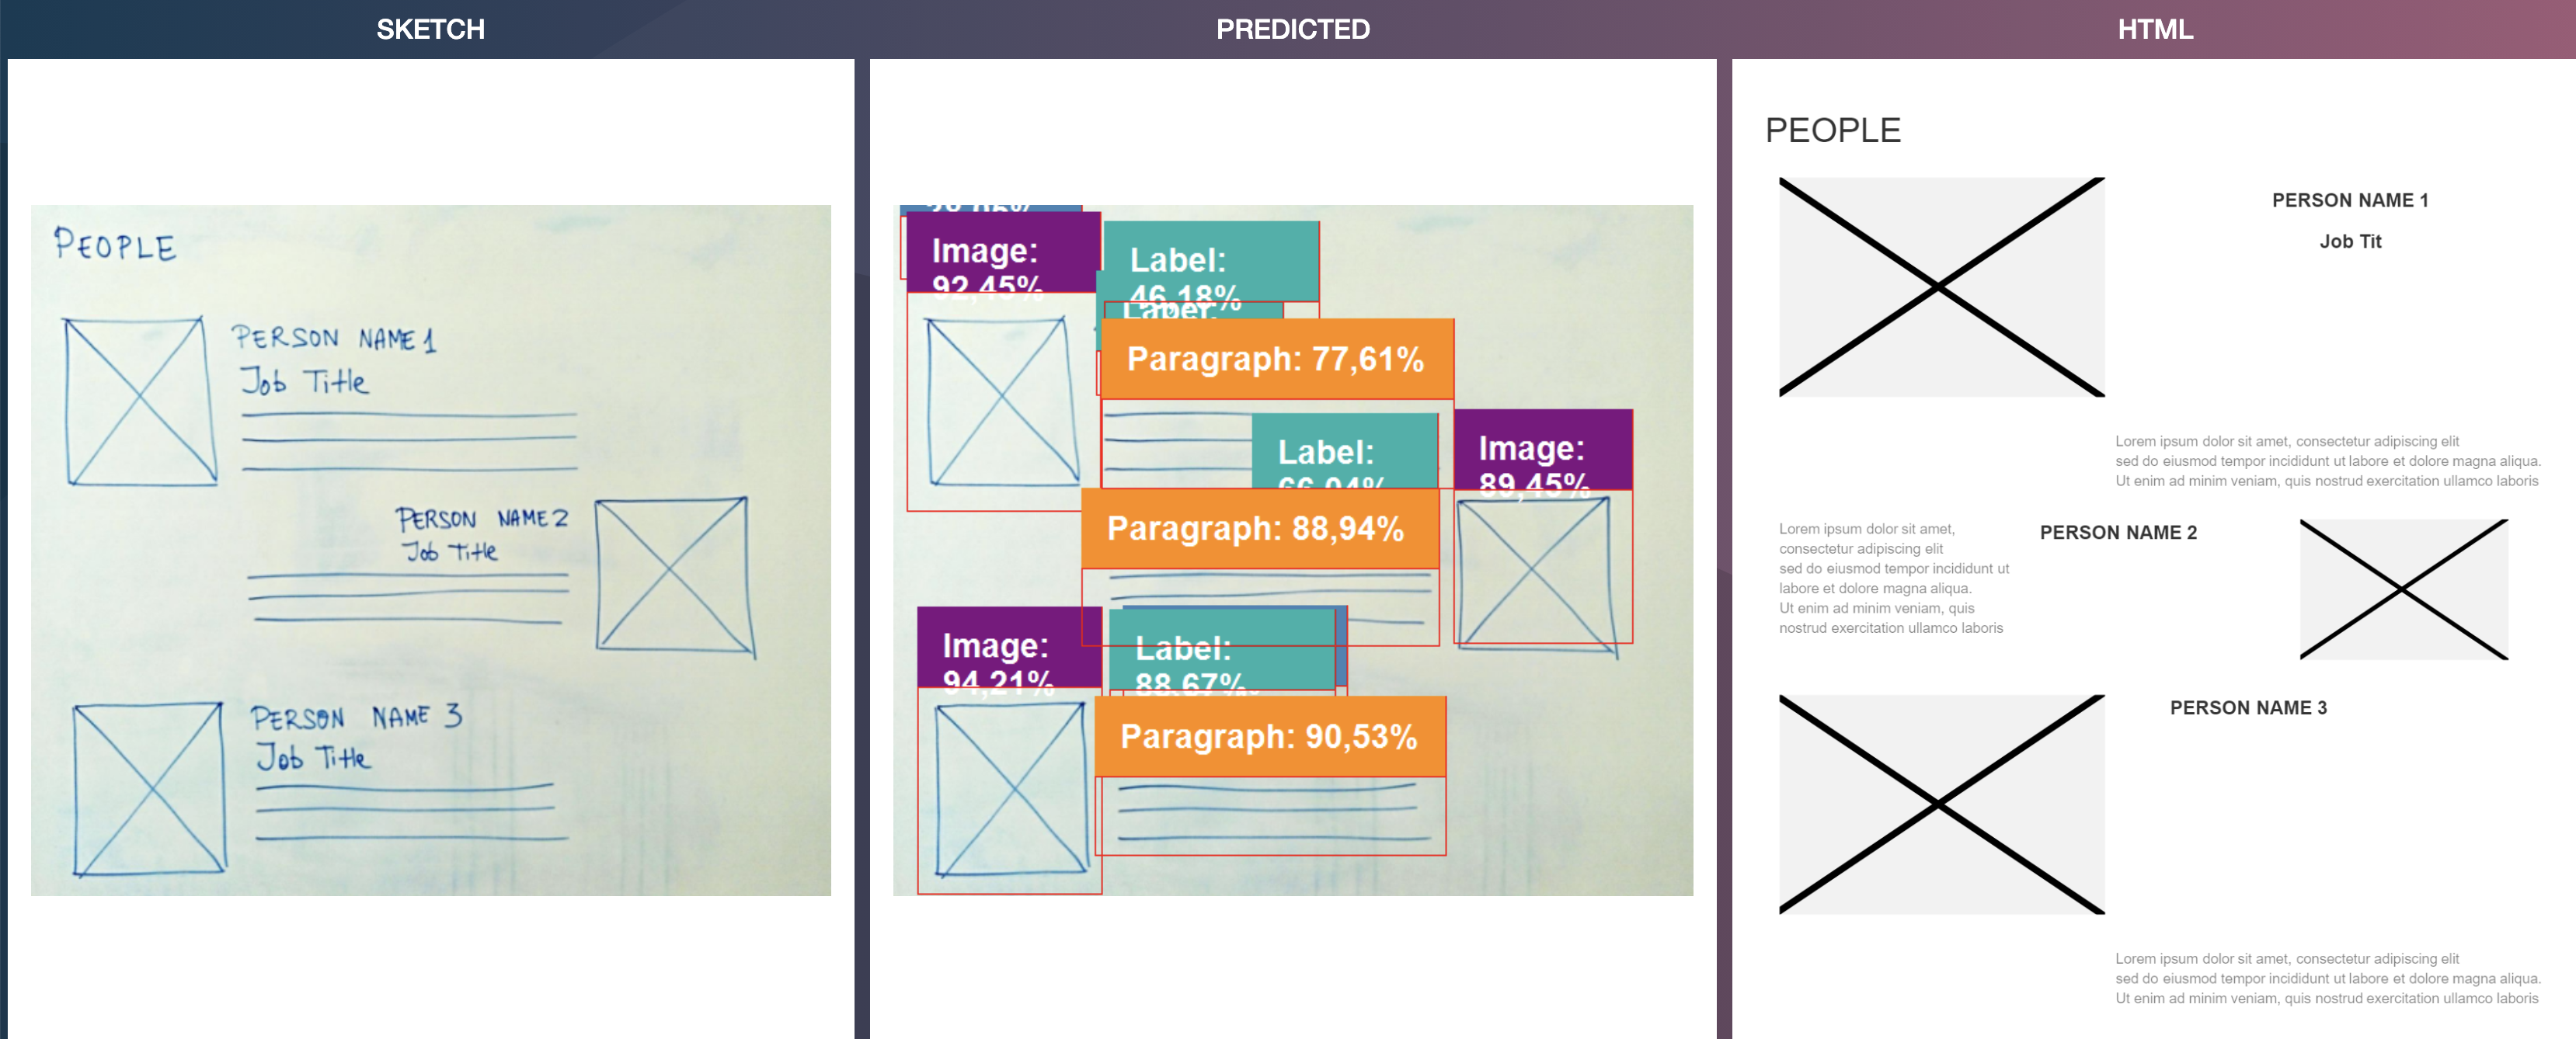 SKETCH
PREDICTED
HTML
PEOPLE
PERSON NAME 1
Job Title
PERSON NAME 2
Job Title
PERSON NAME 3
Job Title
Image:
92,45%
Label:
46,18%
Label:
Paragraph: 77,61%
Label:
66,04%
Image:
89,45%
Paragraph: 88,94%
Image:
94,21%
Label:
88,67%
Paragraph: 90,53%
PEOPLE
PERSON NAME 1
Job Tit
Lorem ipsum dolor sit amet, consectetur adipiscing elit
sed do eiusmod tempor incididunt ut labore et dolore magna aliqua.
Ut enim ad minim veniam, quis nostrud exercitation ullamco laboris
Lorem ipsum dolor sit amet,
consectetur adipiscing elit
sed do eiusmod tempor incididunt ut
labore et dolore magna aliqua.
Ut enim ad minim veniam, quis
nostrud exercitation ullamco laboris
PERSON NAME 2
PERSON NAME 3
Lorem ipsum dolor sit amet, consectetur adipiscing elit
sed do eiusmod tempor incididunt ut labore et dolore magna aliqua.
Ut enim ad minim veniam, quis nostrud exercitation ullamco laboris